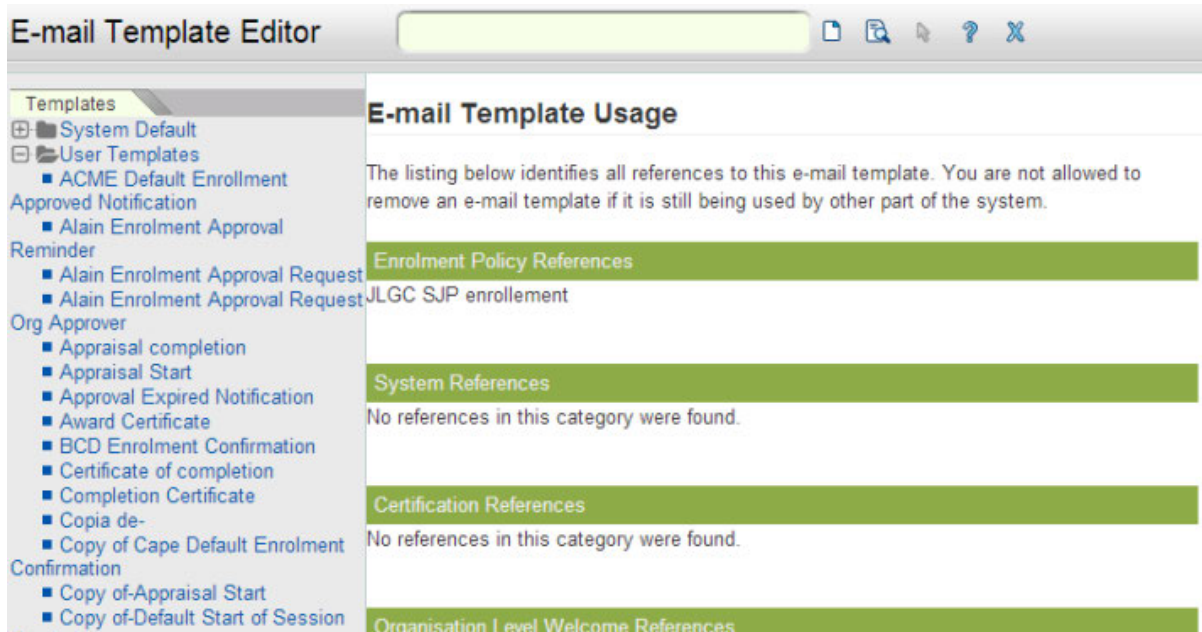 E-mail Template Editor
Templates
System Default
User Templates
ACME Default Enrollment
Approved Notification
Alain Enrolment Approval
Reminder
Alain Enrolment Approval Request
Alain Enrolment Approval Request
Org Approver
Appraisal completion
Appraisal Start
Approval Expired Notification
Award Certificate
BCD Enrolment Confirmation
Certificate of completion
Completion Certificate
Copia de-
Copy of Cape Default Enrolment
Confirmation
Copy of-Appraisal Start
Copy of-Default Start of Session
E-mail Template Usage
The listing below identifies all references to this e-mail template. You are not allowed to
remove an e-mail template if it is still being used by other part of the system.
Enrolment Policy References
JLGC SJP enrollement
System References
No references in this category were found.
Certification References
No references in this category were found.
Organisation Level Welcome References